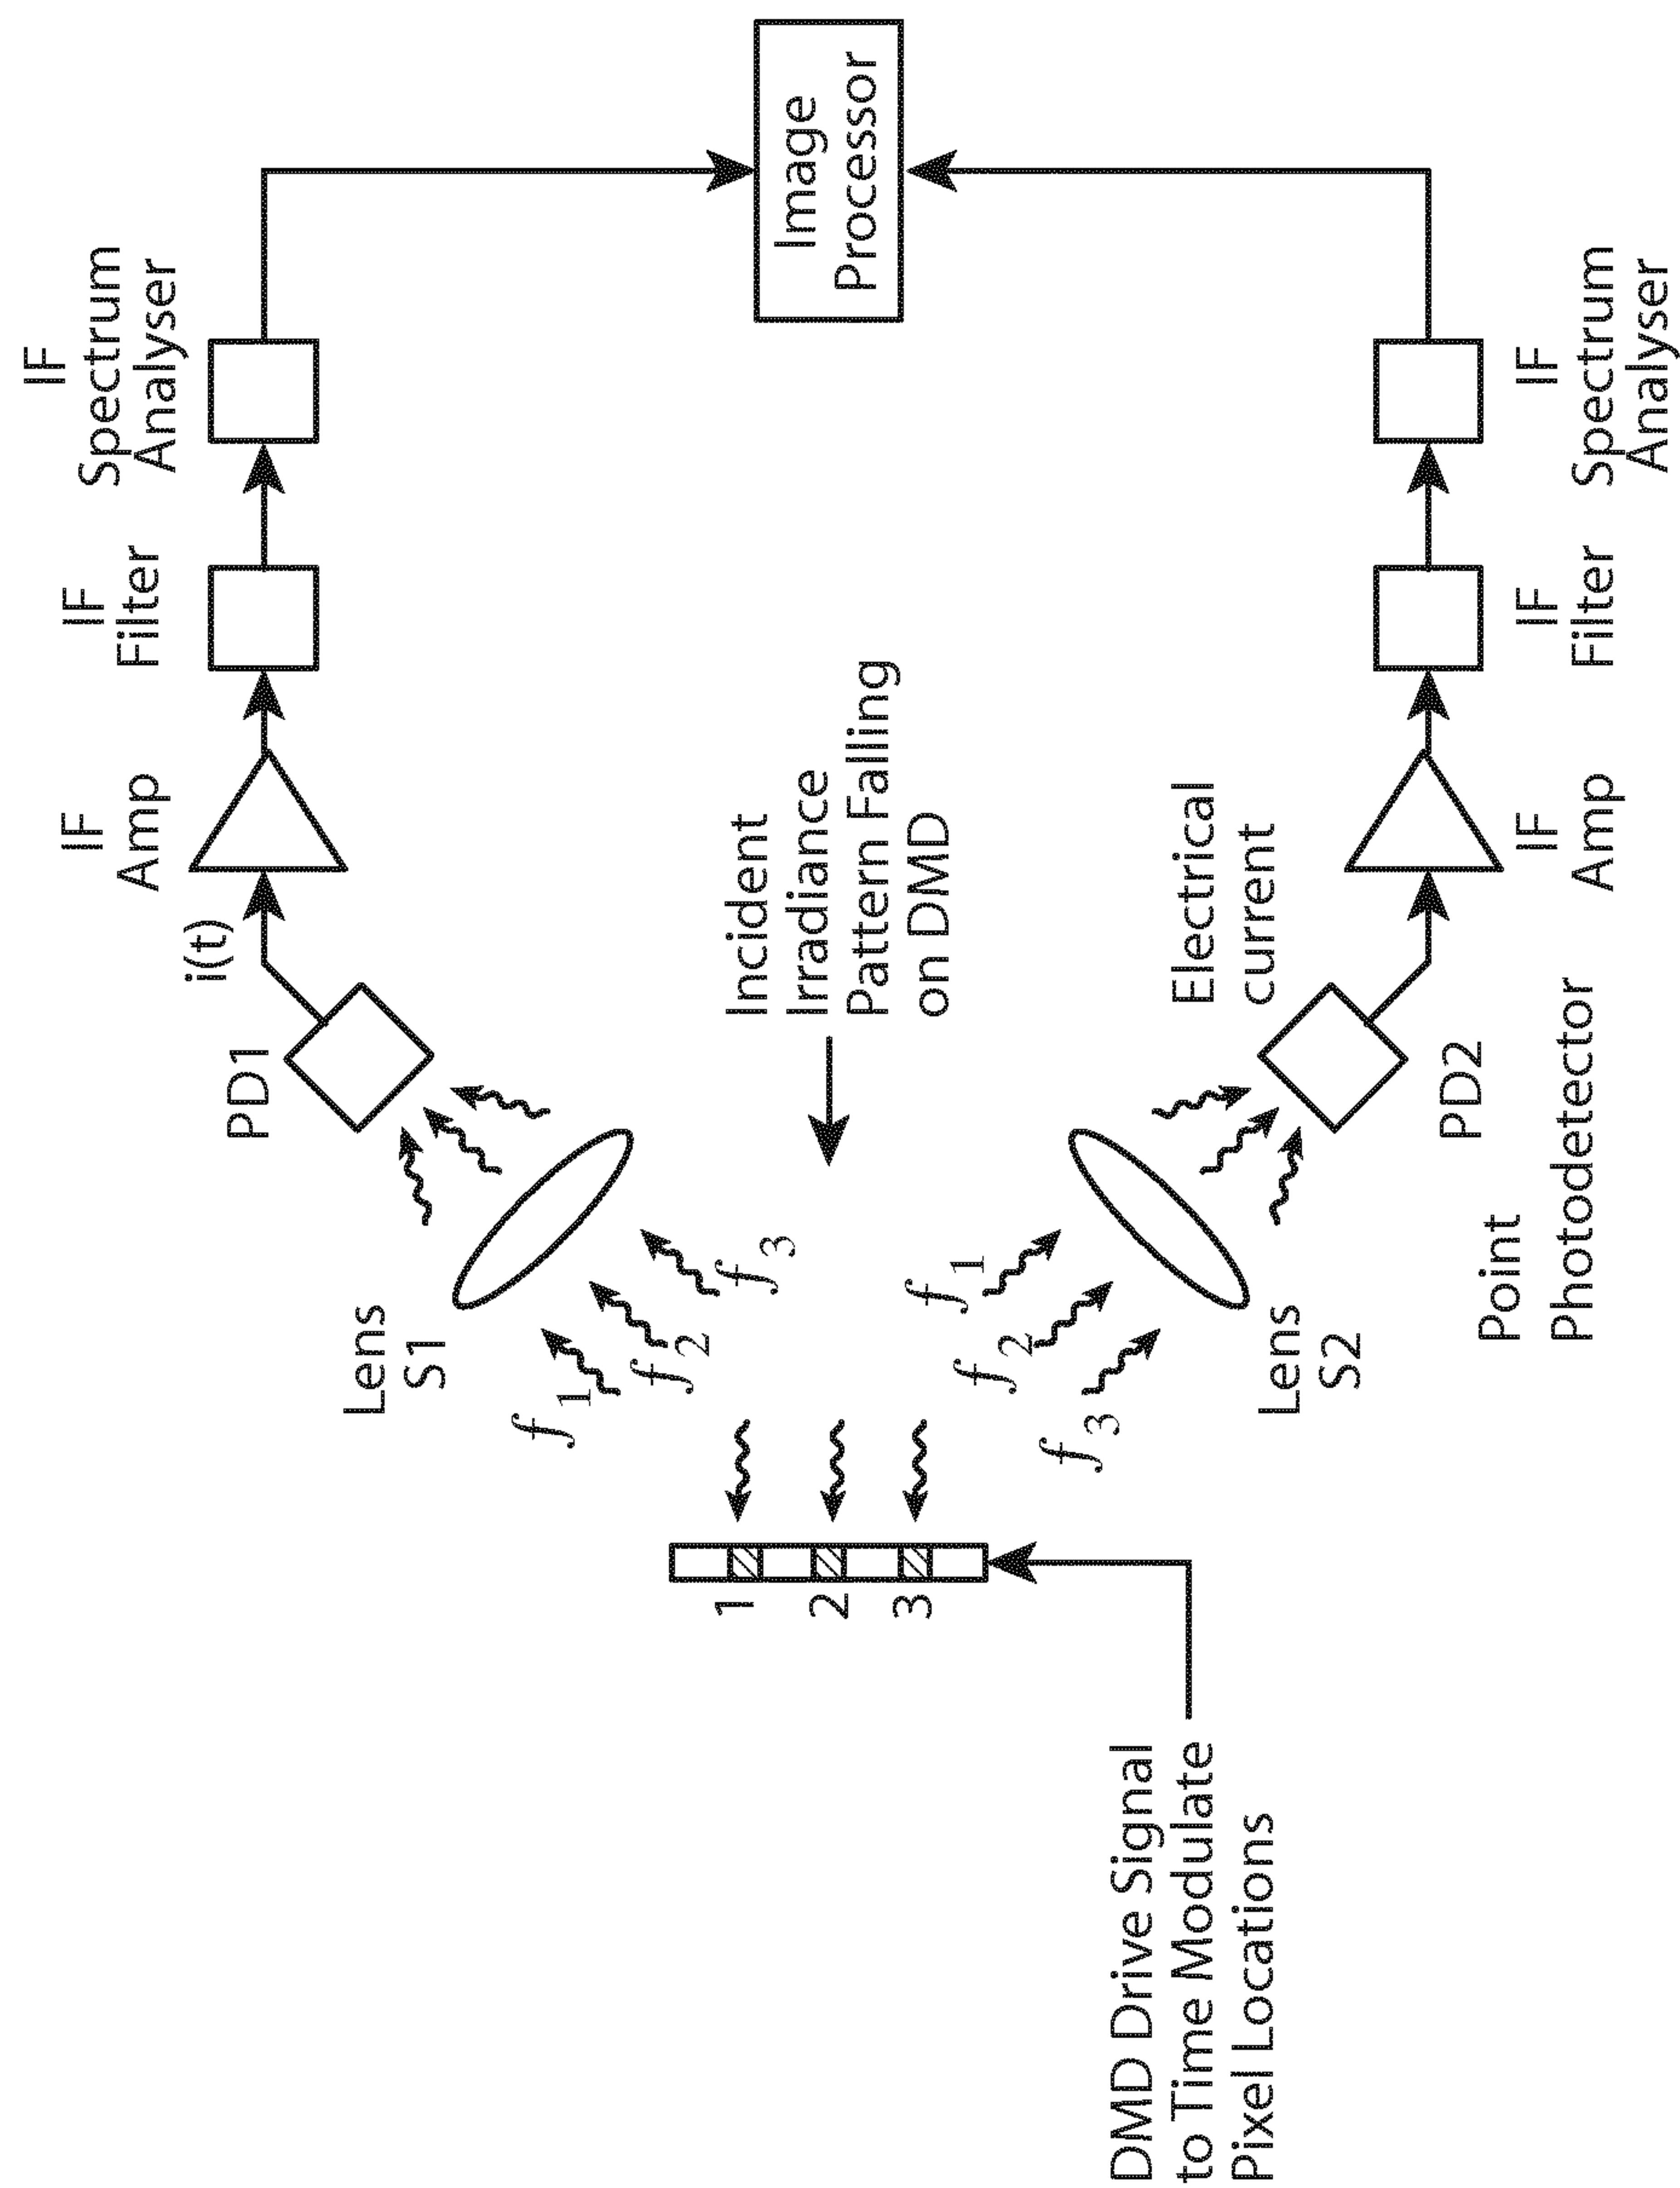 IF
Spectrum
Analyser
IF
Filter
IF
Amp
i(t)
PD1
Lens
S1
f1
f2
f3
1
2
3
Incident
Irradiance
Pattern Falling
on DMD
Image
Processor
f1
f2
f3
DMD Drive Signal
to Time Modulate
Pixel Locations
Lens
S2
Electrical
current
PD2
Point
Photodetector
IF
Amp
IF
Filter
IF
Spectrum
Analyser